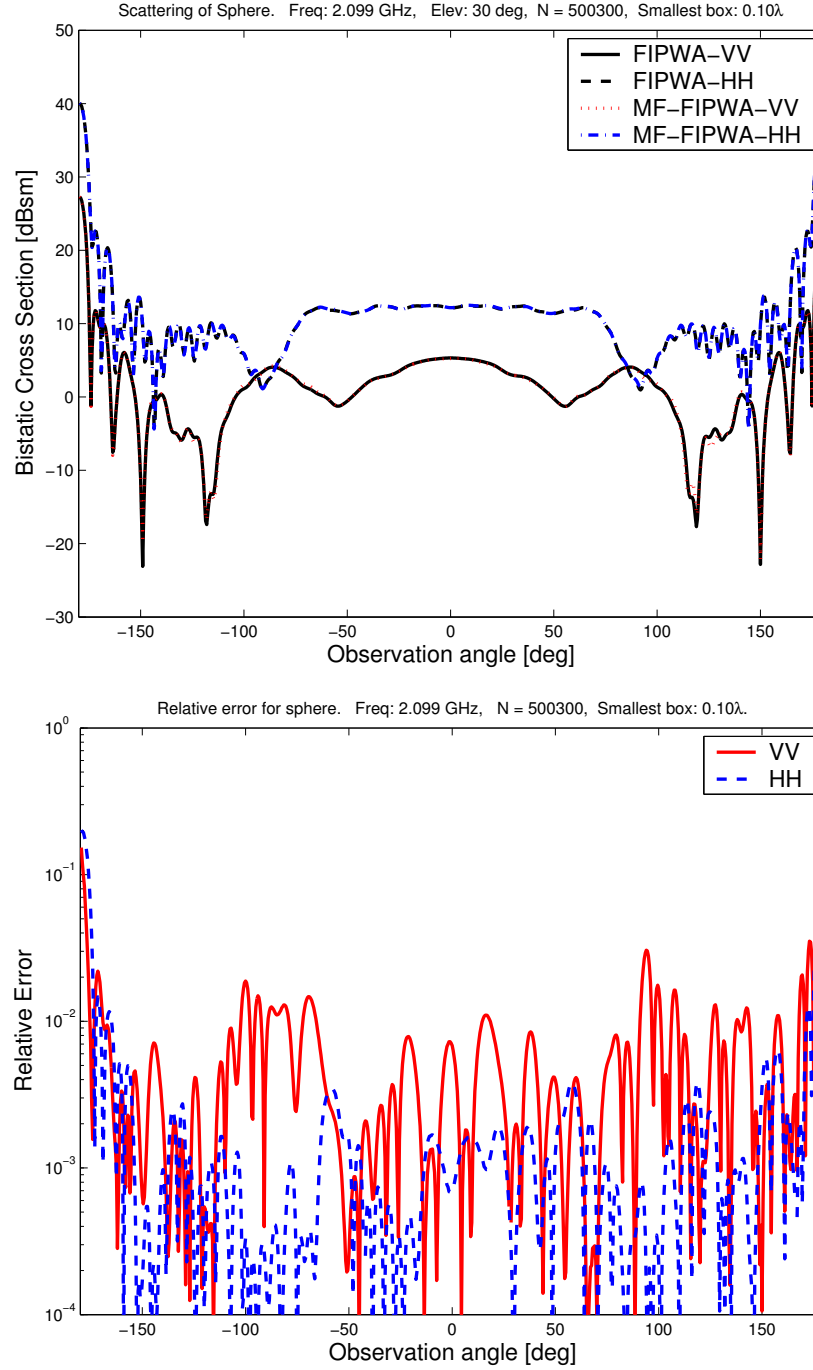 Scattering of Sphere. Freq: 2.099 GHz, Elev: 30 deg, N = 500300, Smallest box: 0.10λ
50
40
30
20
10
0
−10
−20
−30
Bistatic Cross Section [dBsm]
FIPWA−VV
FIPWA−HH
MF−FIPWA−VV
MF−FIPWA−HH
−150 −100 −50 0 50 100 150
Observation angle [deg]
Relative error for sphere. Freq: 2.099 GHz, N = 500300, Smallest box: 0.10λ.
10^0
10^−1
10^−2
10^−3
10^−4
Relative Error
VV
HH
−150 −100 −50 0 50 100 150
Observation angle [deg]